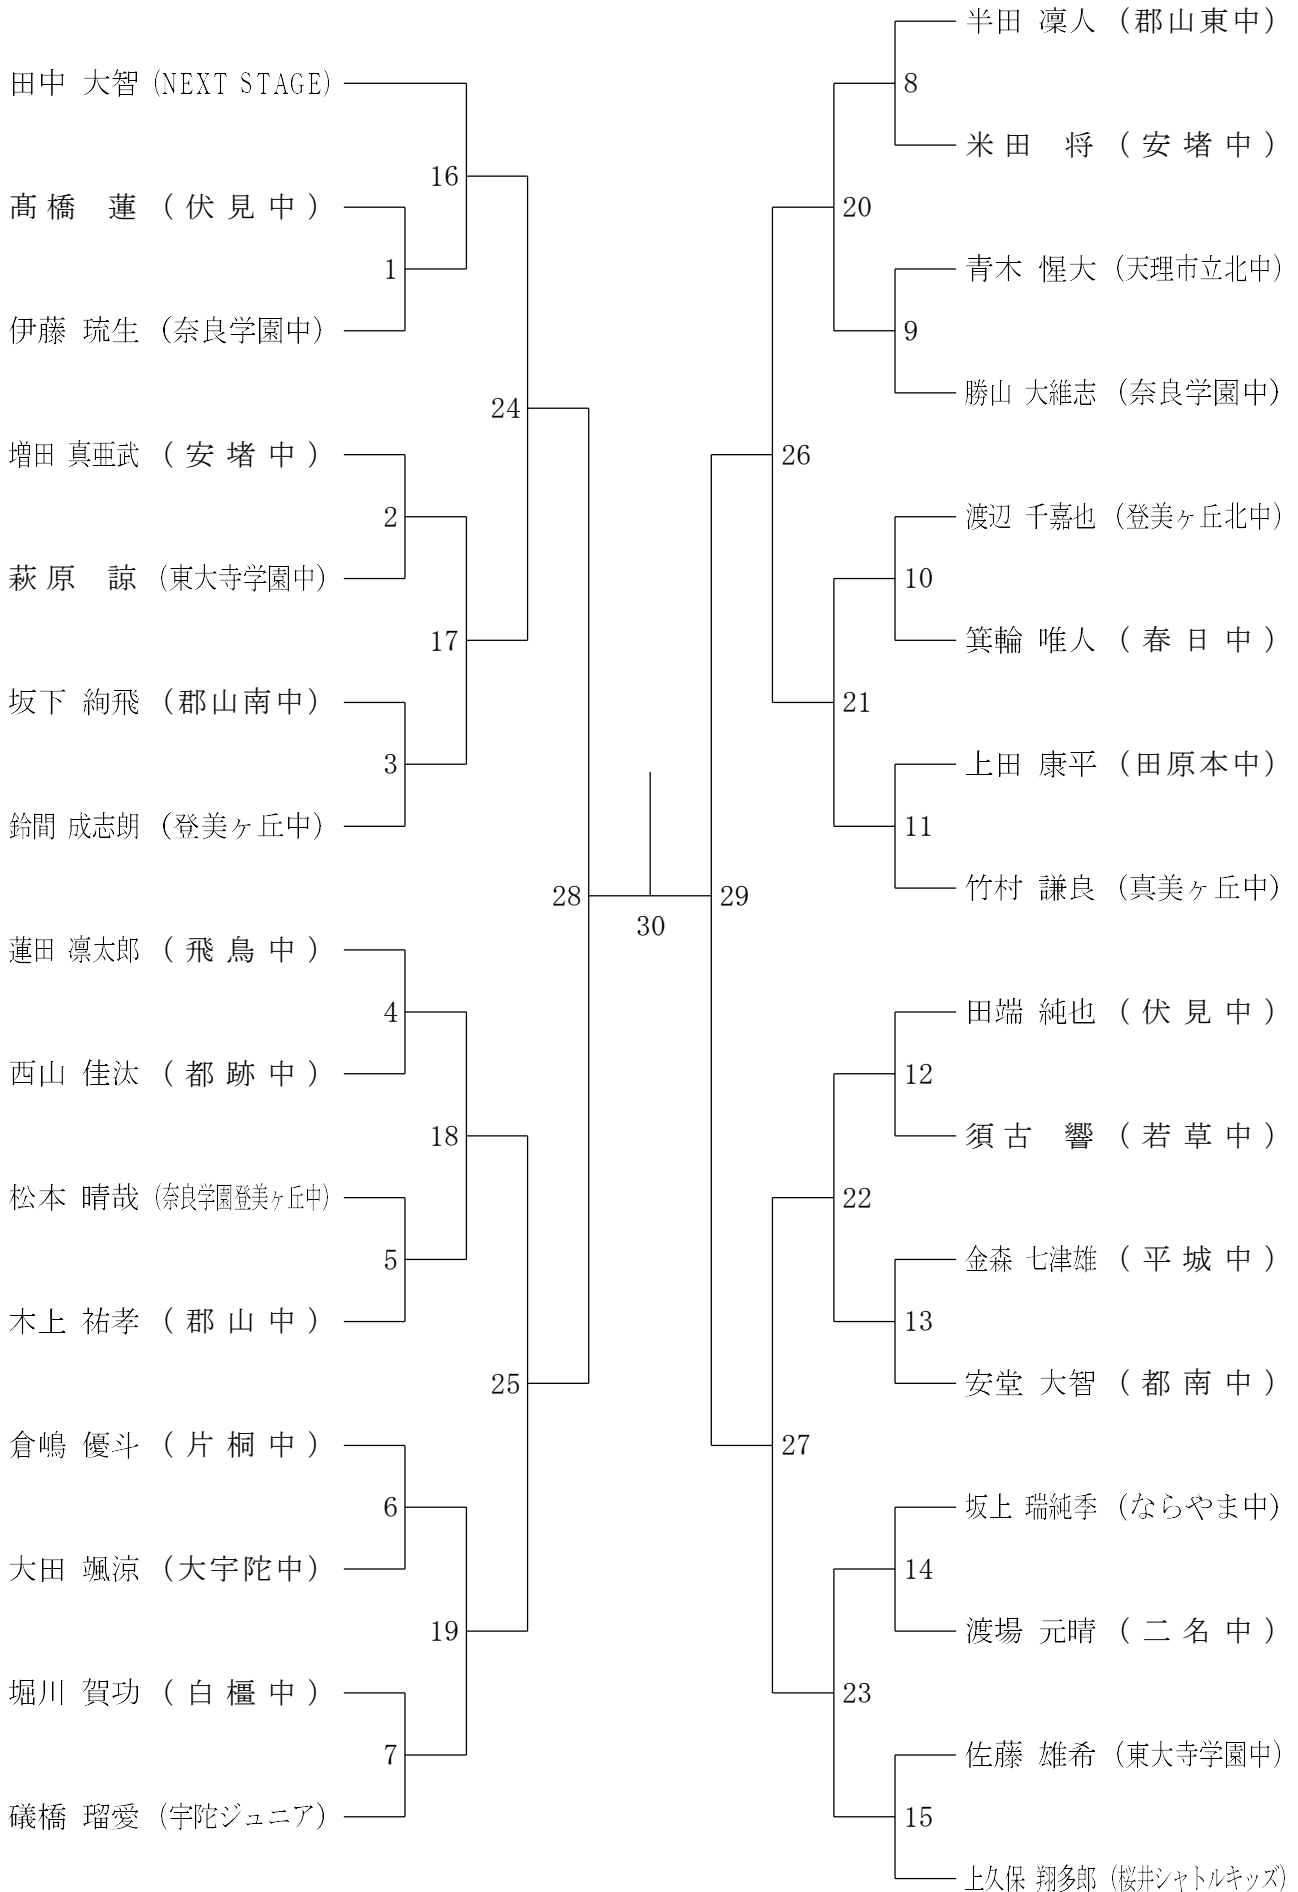 田中 大智 (NEXT STAGE)
16
髙橋 蓮 (伏見中)
1
伊藤 琉生 (奈良学園中)
24
増田 真亜武 (安堵中)
2
萩原 諒 (東大寺学園中)
17
坂下 絢飛 (郡山南中)
3
鈴間 成志朗 (登美ヶ丘中)
28
蓮田 凛太郎 (飛鳥中)
4
西山 佳汰 (都跡中)
18
松本 晴哉 (奈良学園登美ヶ丘中)
5
木上 祐孝 (郡山中)
25
倉嶋 優斗 (片桐中)
6
大田 颯涼 (大宇陀中)
19
堀川 賀功 (白橿中)
7
礒橋 瑠愛 (宇陀ジュニア)
30
半田 凜人 (郡山東中)
8
米田 将 (安堵中)
20
青木 惺大 (天理市立北中)
9
勝山 大維志 (奈良学園中)
26
渡辺 千嘉也 (登美ヶ丘北中)
10
箕輪 唯人 (春日中)
21
上田 康平 (田原本中)
11
竹村 謙良 (真美ヶ丘中)
29
田端 純也 (伏見中)
12
須古 響 (若草中)
22
金森 七津雄 (平城中)
13
安堂 大智 (都南中)
27
坂上 瑞純季 (ならやま中)
14
渡場 元晴 (二名中)
23
佐藤 雄希 (東大寺学園中)
15
上久保 翔多郎 (桜井シャトルキッズ)